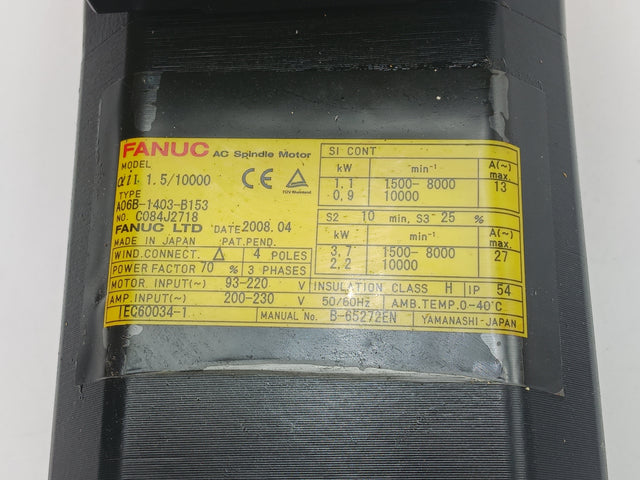 FANUC AC Spindle Motor
MODEL
αiI 1.5/10000
TYPE
A06B-1403-B153
NO. C084J2718
FANUC LTD DATE 2008.04
MADE IN JAPAN PAT.PEND.
CE TÜV Rheinland
WIND.CONNECT. Δ 4 POLES
POWER FACTOR 70 % 3 PHASES
MOTOR. INPUT(~) 93-220 V
AMP. INPUT(~) 200-230 V 50/60Hz
IEC60034-1
SI CONT
kW min⁻¹ A(~) max.
1.1 1500-8000 13
0.9 10000
S2- 10 min, S3- 25 %
kW min⁻¹ A(~) max.
3.7 1500-8000 27
2.2 10000
INSULATION CLASS H IP 54
AMB.TEMP.0-40°C
MANUAL No. B-65272EN YAMANASHI-JAPAN